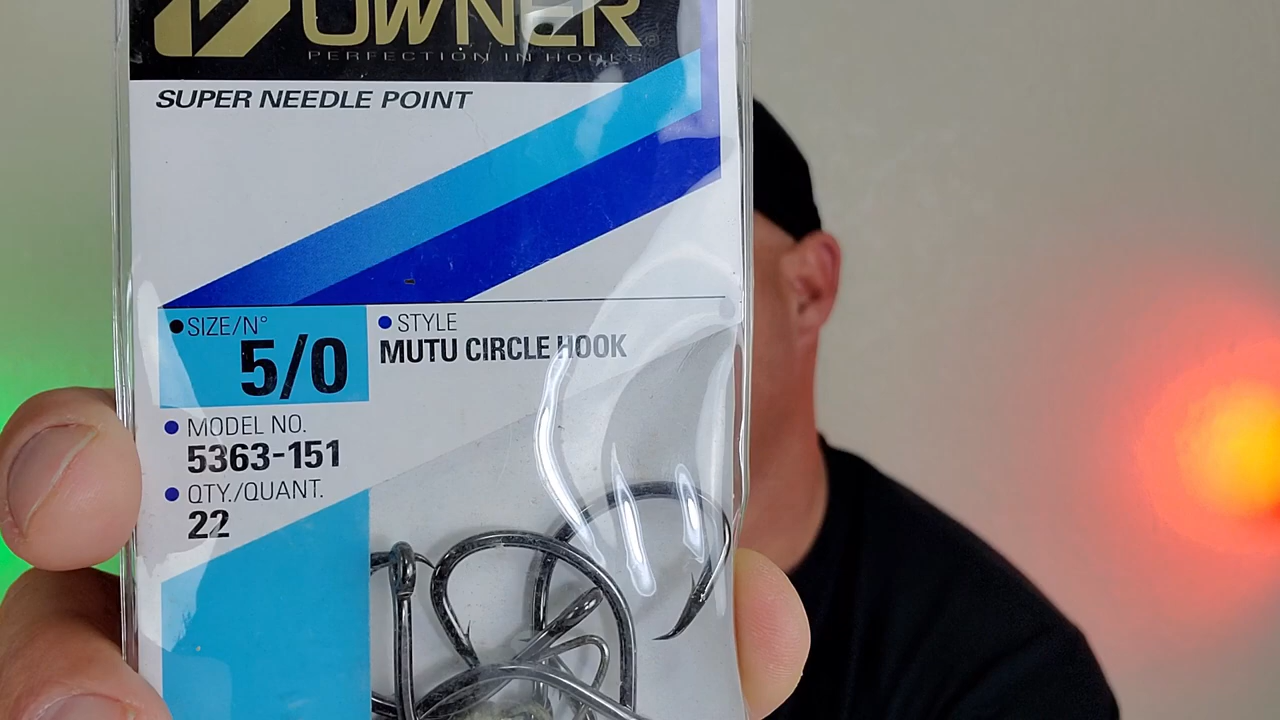 OWNER
PERFECTION IN HOOKS
SUPER NEEDLE POINT
SIZE/N°
5/0
STYLE
MUTU CIRCLE HOOK
MODEL NO.
5363-151
QTY./QUANT.
22